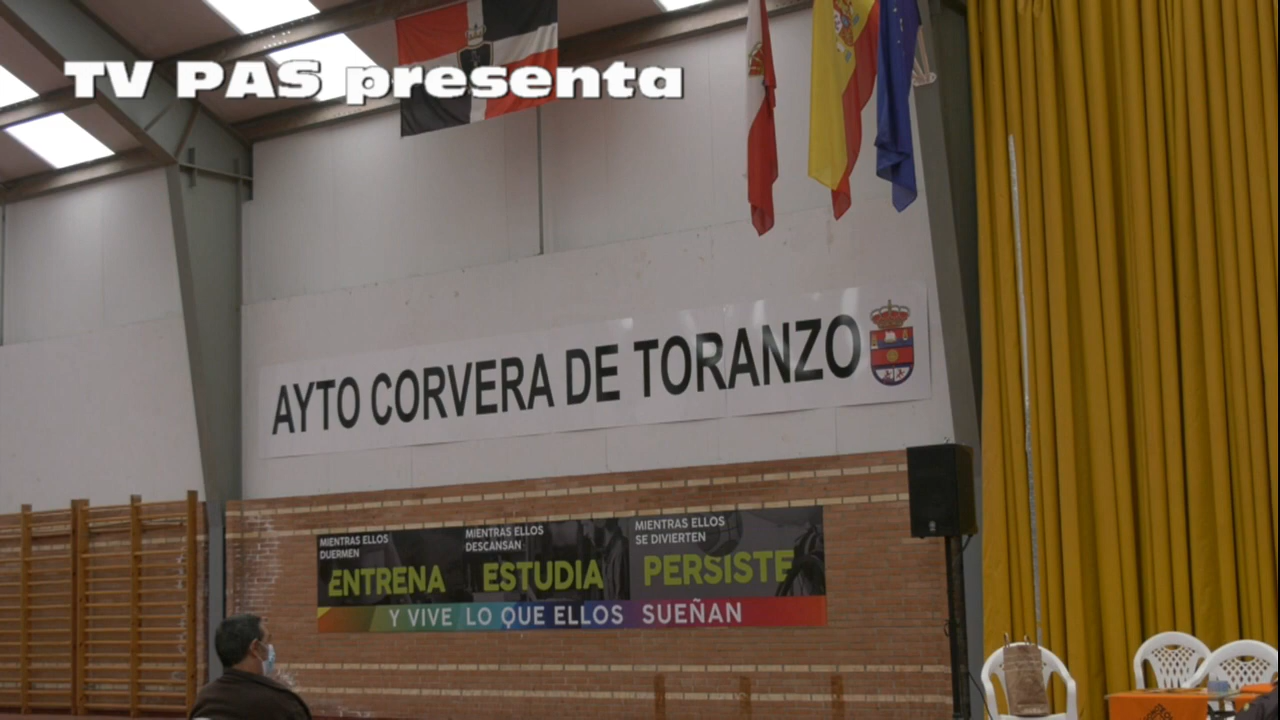 TV PAS presenta
AYTO CORVERA DE TORANZO
MIENTRAS ELLOS
DUERMEN
ENTRENA
MIENTRAS ELLOS
DESCANSAN
ESTUDIA
MIENTRAS ELLOS
SE DIVIERTEN
PERSISTE
Y VIVE LO QUE ELLOS SUEÑAN